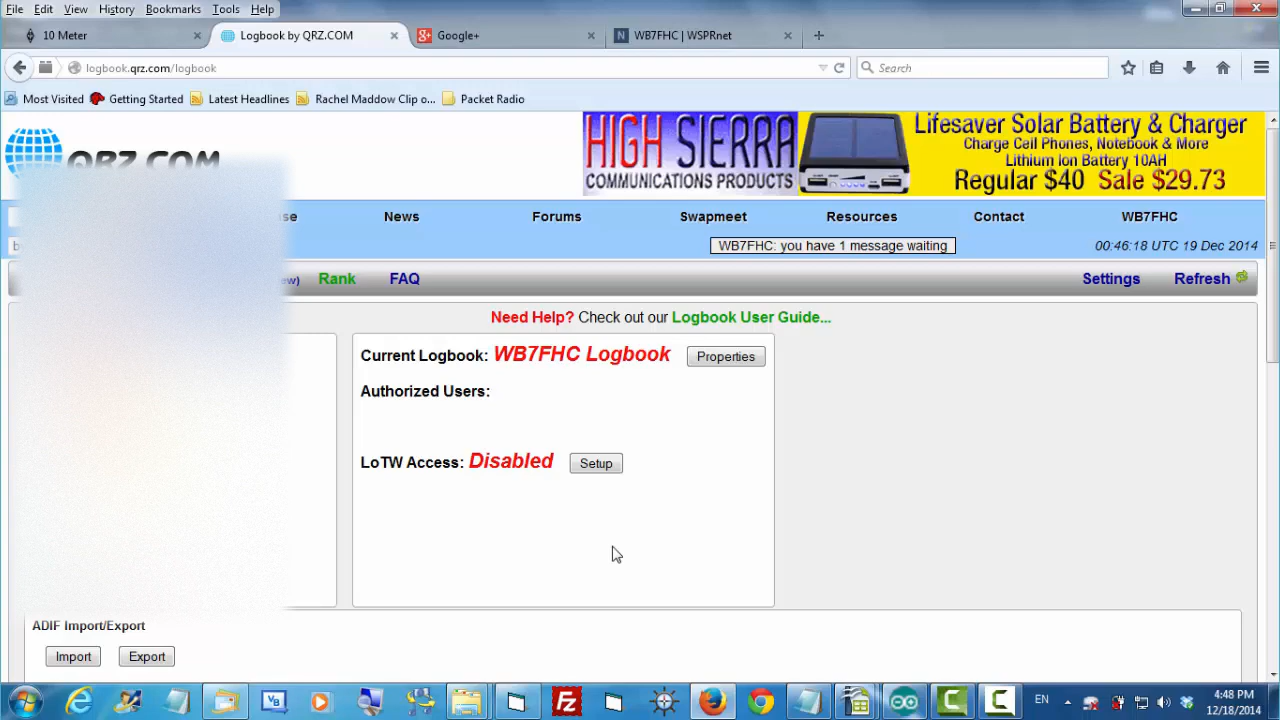 File Edit View History Bookmarks Tools Help
10 Meter × Logbook by QRZ.COM × Google+ × WB7FHC | WSPRnet × +
logbook.qrz.com/logbook Search
Most Visited Getting Started Latest Headlines Rachel Maddow Clip o... Packet Radio
QRZ.COM
HIGH SIERRA
COMMUNICATIONS PRODUCTS
Lifesaver Solar Battery & Charger
Charge Cell Phones, Notebook & More
Lithium Ion Battery 10AH
Regular $40 Sale $29.73
se News Forums Swapmeet Resources Contact WB7FHC
WB7FHC: you have 1 message waiting 00:46:18 UTC 19 Dec 2014
ew) Rank FAQ Settings Refresh
Need Help? Check out our Logbook User Guide...
Current Logbook: WB7FHC Logbook Properties
Authorized Users:
LoTW Access: Disabled Setup
ADIF Import/Export
Import Export
EN 4:48 PM
12/18/2014